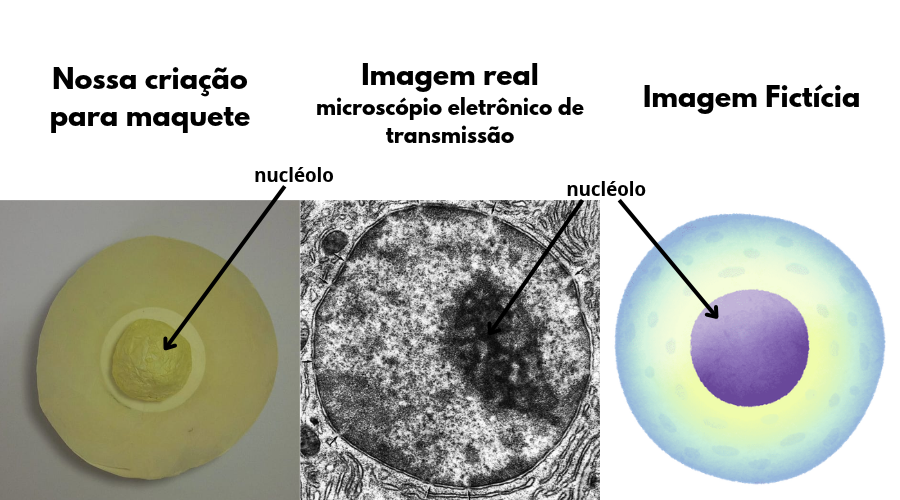 Nossa criação
para maquete
Imagem real
microscópio eletrônico de
transmissão
Imagem Fictícia
nucléolo
nucléolo